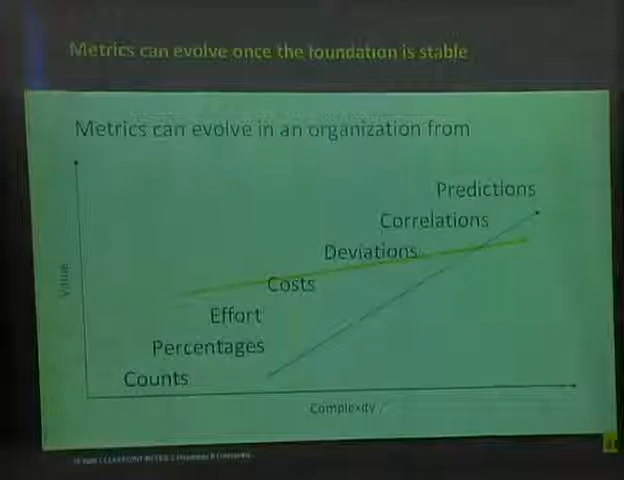 Metrics can evolve once the foundation is stable
Metrics can evolve in an organization from
Predictions
Correlations
Deviations
Costs
Effort
Percentages
Counts
Value
Complexity